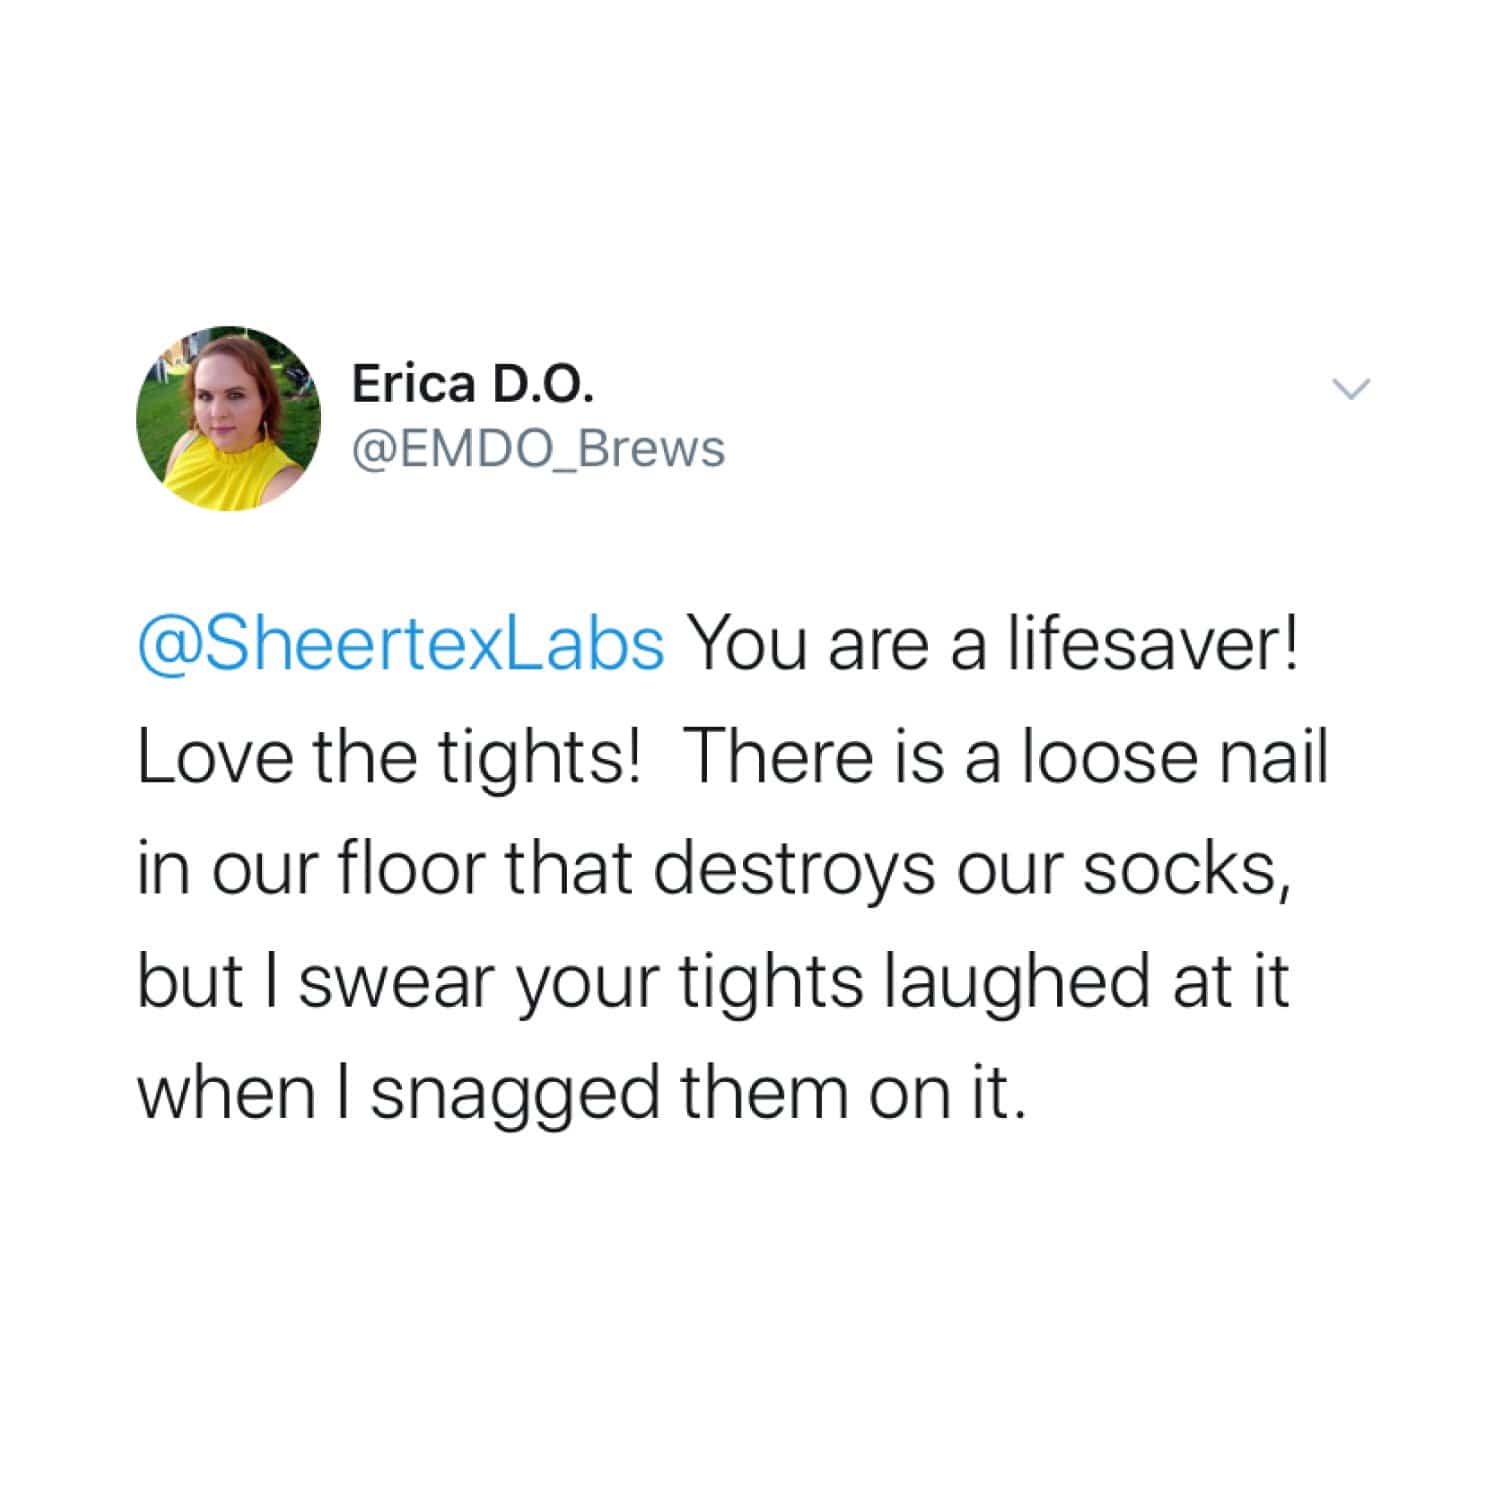 Erica D.O.
@EMDO_Brews
@SheertexLabs You are a lifesaver!
Love the tights!  There is a loose nail
in our floor that destroys our socks,
but I swear your tights laughed at it
when I snagged them on it.